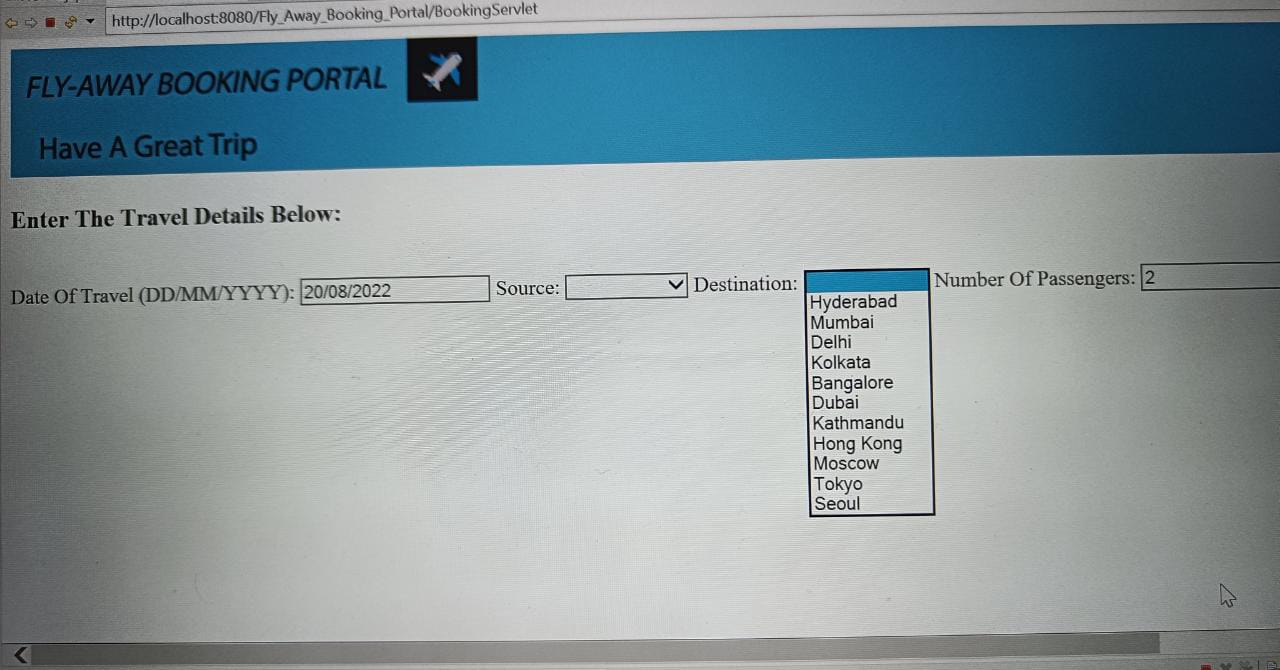 http://localhost:8080/Fly_Away_Booking_Portal/BookingServlet
FLY-AWAY BOOKING PORTAL
Have A Great Trip
Enter The Travel Details Below:
Date Of Travel (DD/MM/YYYY): 20/08/2022 Source: Destination: Number Of Passengers: 2
Hyderabad
Mumbai
Delhi
Kolkata
Bangalore
Dubai
Kathmandu
Hong Kong
Moscow
Tokyo
Seoul